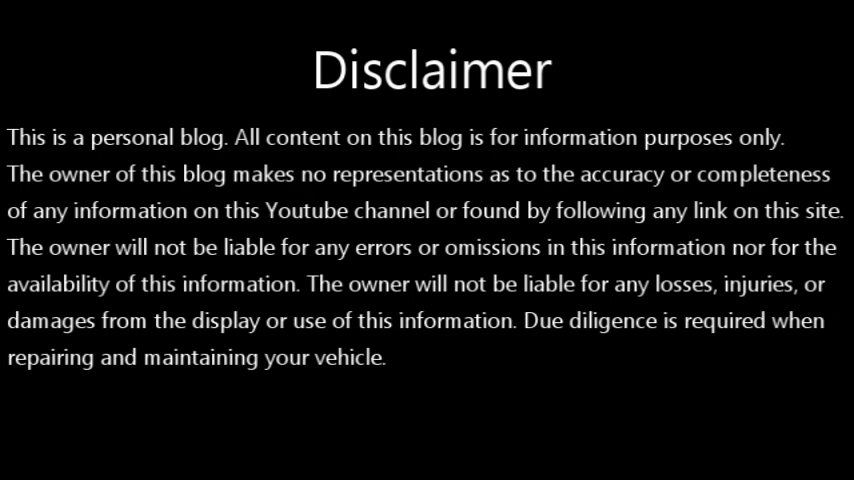 Disclaimer
This is a personal blog. All content on this blog is for information purposes only.
The owner of this blog makes no representations as to the accuracy or completeness
of any information on this Youtube channel or found by following any link on this site.
The owner will not be liable for any errors or omissions in this information nor for the
availability of this information. The owner will not be liable for any losses, injuries, or
damages from the display or use of this information. Due diligence is required when
repairing and maintaining your vehicle.